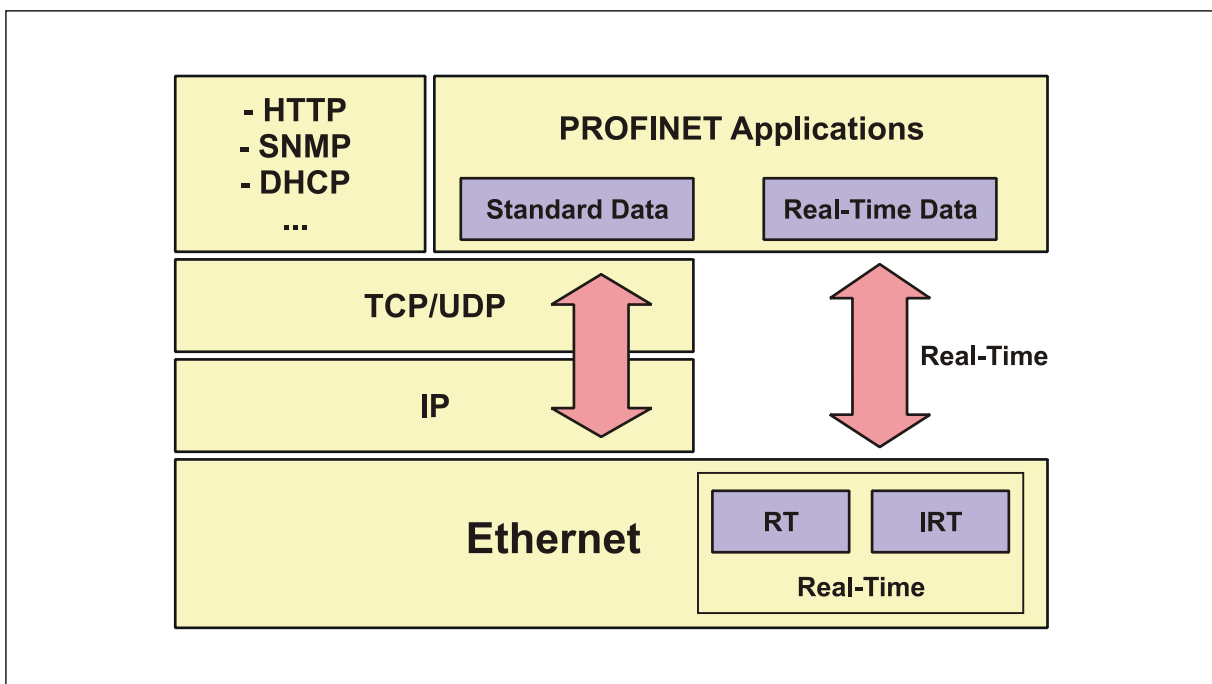 - HTTP
- SNMP
- DHCP
...
PROFINET Applications
Standard Data
Real-Time Data
TCP/UDP
IP
Real-Time
Ethernet
RT
IRT
Real-Time